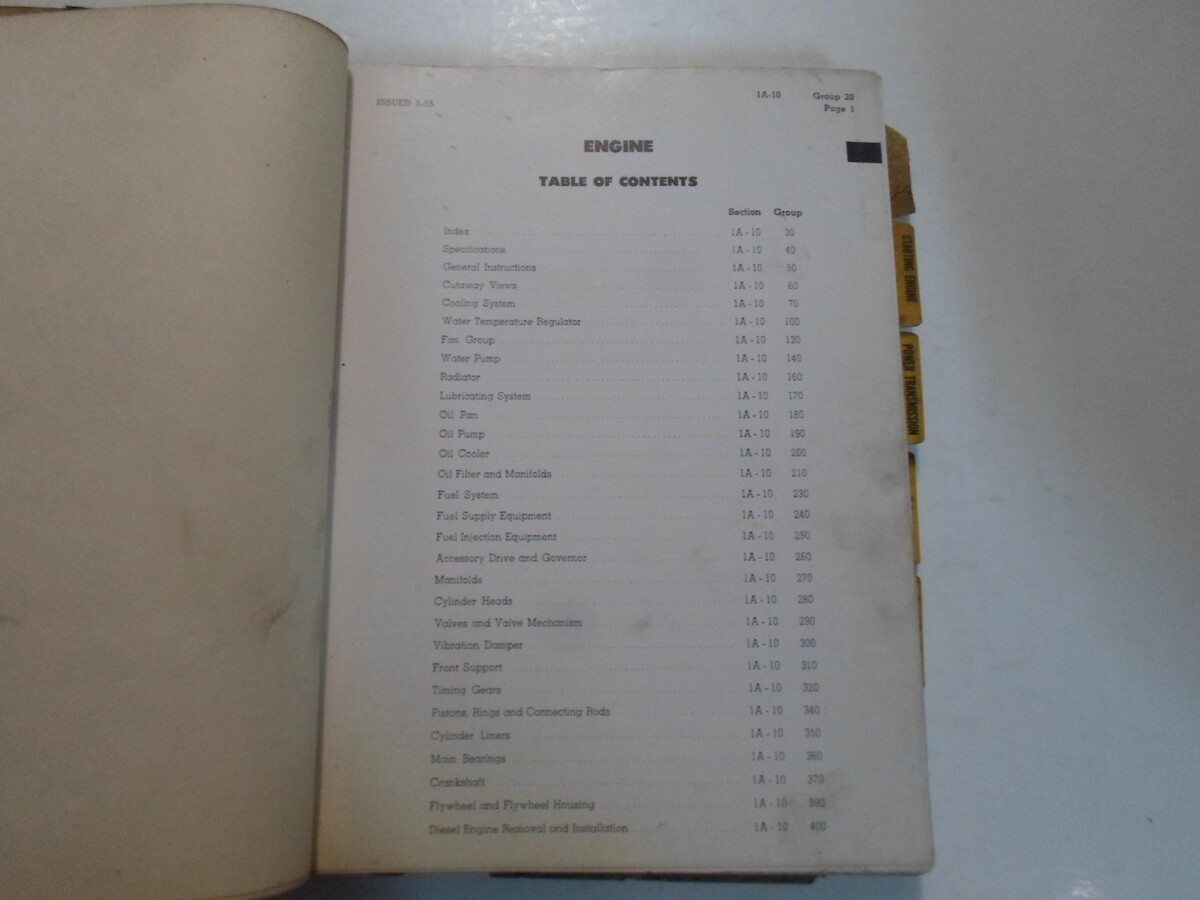 ISSUED 5-55 1A-10 Group 20
Page 1
ENGINE
TABLE OF CONTENTS
Section Group
Index 1A - 10 30
Specifications 1A - 10 40
General Instructions 1A - 10 50
Cutaway Views 1A - 10 60
Cooling System 1A - 10 70
Water Temperature Regulator 1A - 10 100
Fan Group 1A - 10 130
Water Pump 1A - 10 140
Radiator 1A - 10 160
Lubricating System 1A - 10 170
Oil Pan 1A - 10 180
Oil Pump 1A - 10 190
Oil Cooler 1A - 10 200
Oil Filter and Manifolds 1A - 10 210
Fuel System 1A - 10 230
Fuel Supply Equipment 1A - 10 240
Fuel Injection Equipment 1A - 10 250
Accessory Drive and Governor 1A - 10 260
Manifolds 1A - 10 270
Cylinder Heads 1A - 10 280
Valves and Valve Mechanism 1A - 10 290
Vibration Damper 1A - 10 300
Front Support 1A - 10 310
Timing Gears 1A - 10 320
Pistons, Rings and Connecting Rods 1A - 10 340
Cylinder Liners 1A - 10 350
Main Bearings 1A - 10 360
Crankshaft 1A - 10 370
Flywheel and Flywheel Housing 1A - 10 390
Diesel Engine Removal and Installation 1A - 10 400
STARTING ENGINE
POWER TRANSMISSION